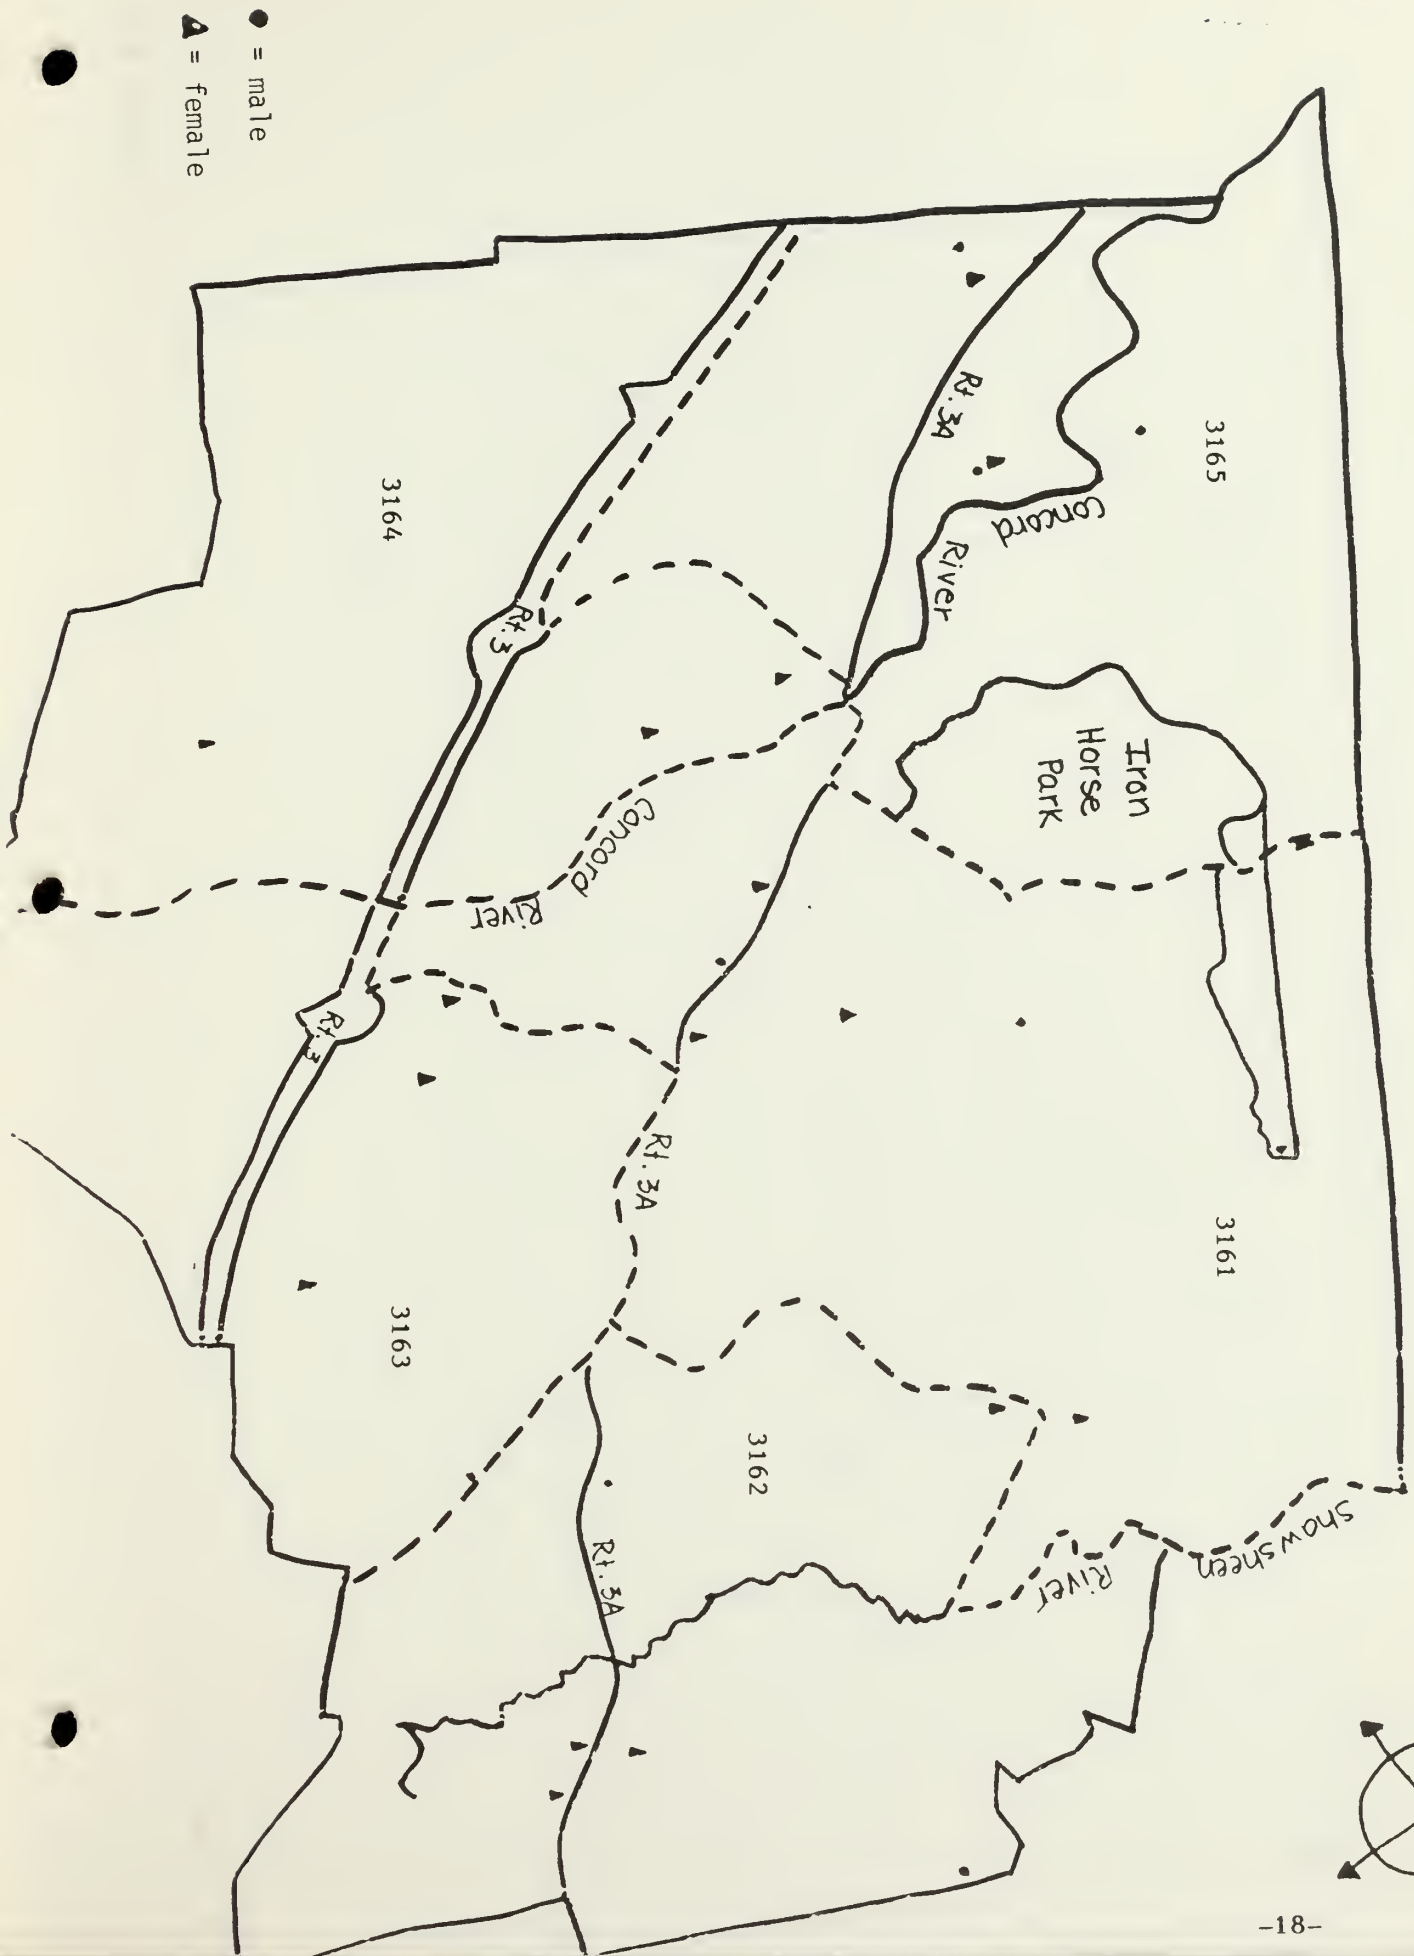 ● = male
▲ = female
3165
Rt. 3A
Concord
River
3164
Rt. 3
Iron
Horse
Park
Concord
River
Rt. 3
Rt. 3A
3161
3163
3162
Shawsheen
River
Rt. 3A
-18-